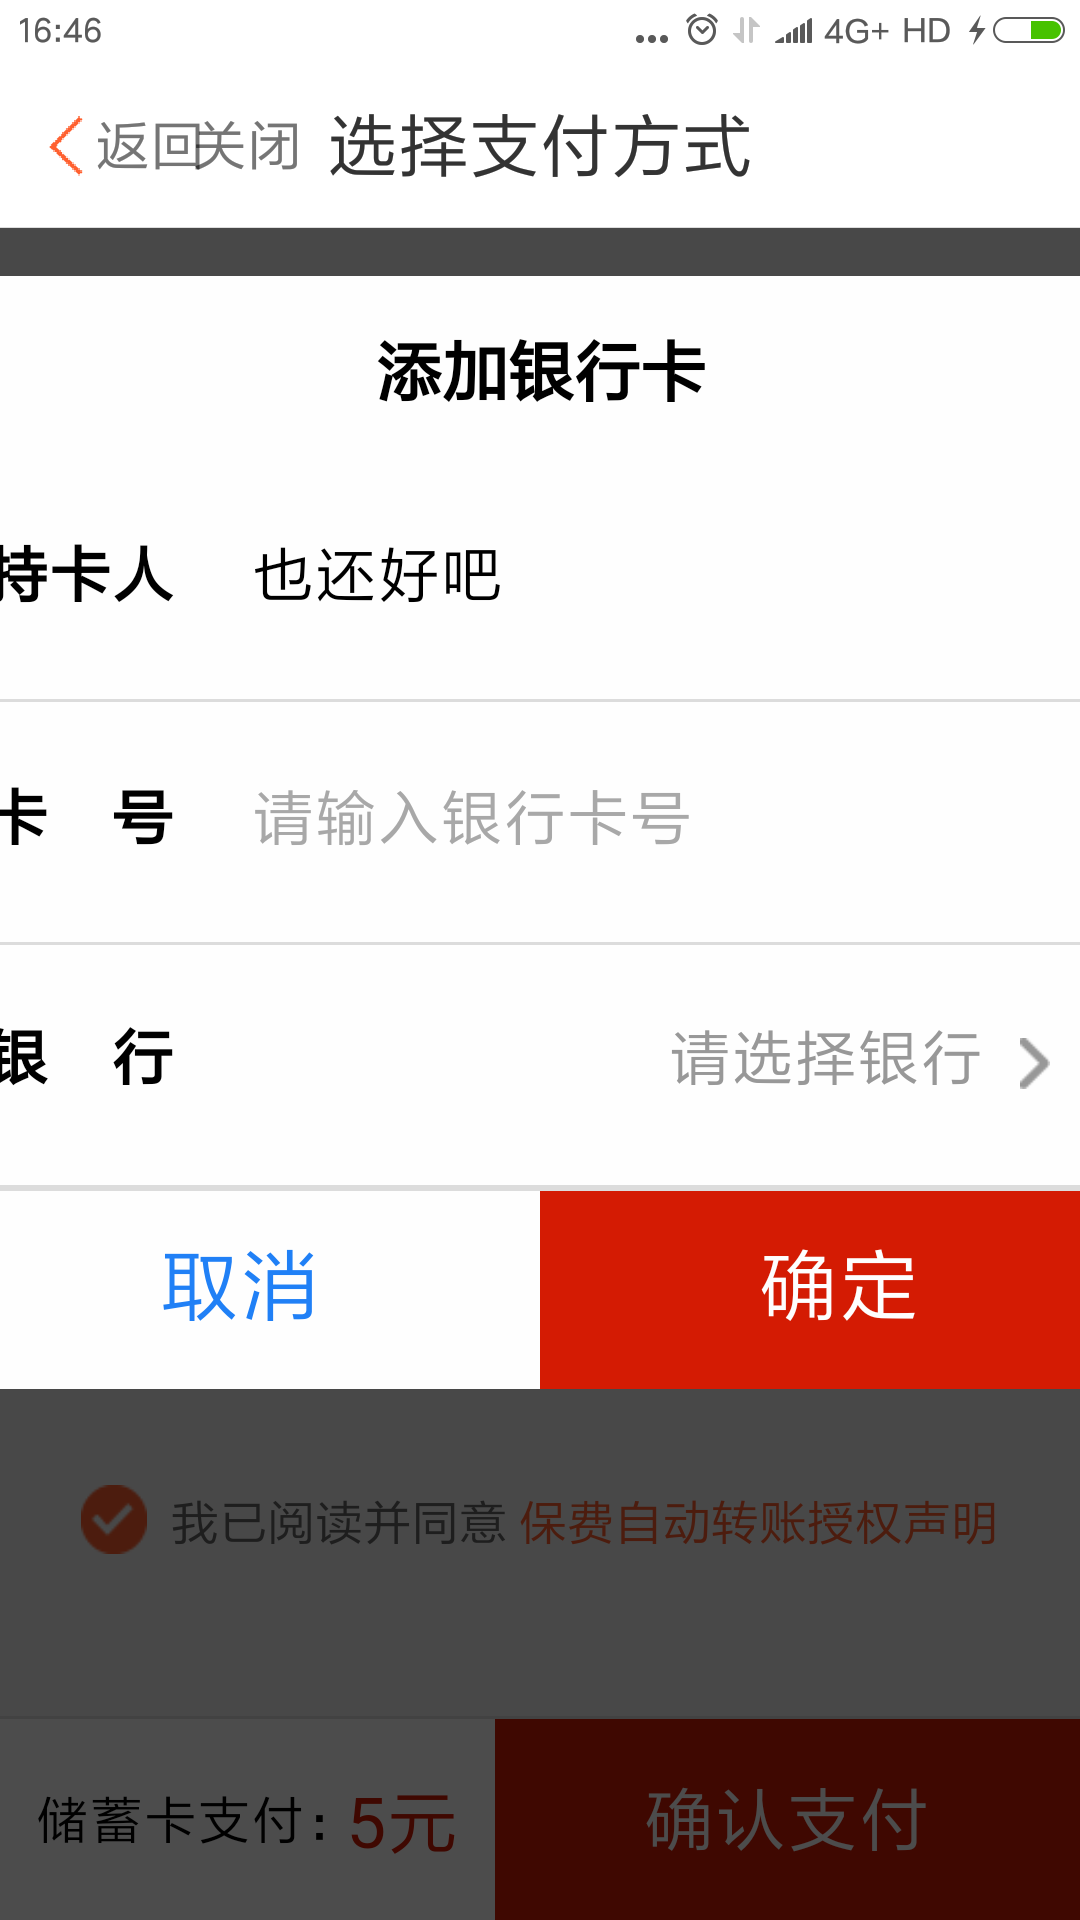 16:46 ... 4G+ HD
返回关闭 选择支付方式
添加银行卡
持卡人 也还好吧
卡 号 请输入银行卡号
银 行 请选择银行
取消 确定
我已阅读并同意 保费自动转账授权声明
储蓄卡支付: 5元 确认支付